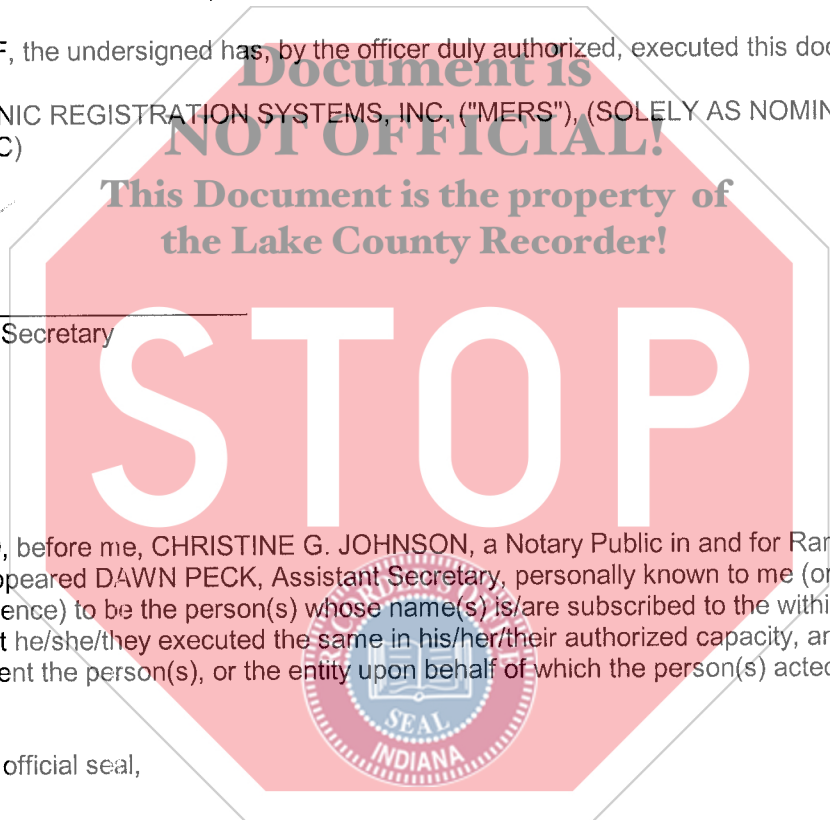 F, the undersigned has, by the officer duly authorized, executed this doc
Document is
NIC REGISTRATION SYSTEMS, INC. ("MERS"), (SOLELY AS NOMIN
NOT OFFICIAL!
C)
This Document is the property of
the Lake County Recorder!
Secretary
STOP
, before me, CHRISTINE G. JOHNSON, a Notary Public in and for Ram
ppeared DAWN PECK, Assistant Secretary, personally known to me (or
ence) to be the person(s) whose name(s) is/are subscribed to the withi
t he/she/they executed the same in his/her/their authorized capacity, an
ent the person(s), or the entity upon behalf of which the person(s) acted
RECORDER'S OFFICE
SEAL
INDIANA
official seal,